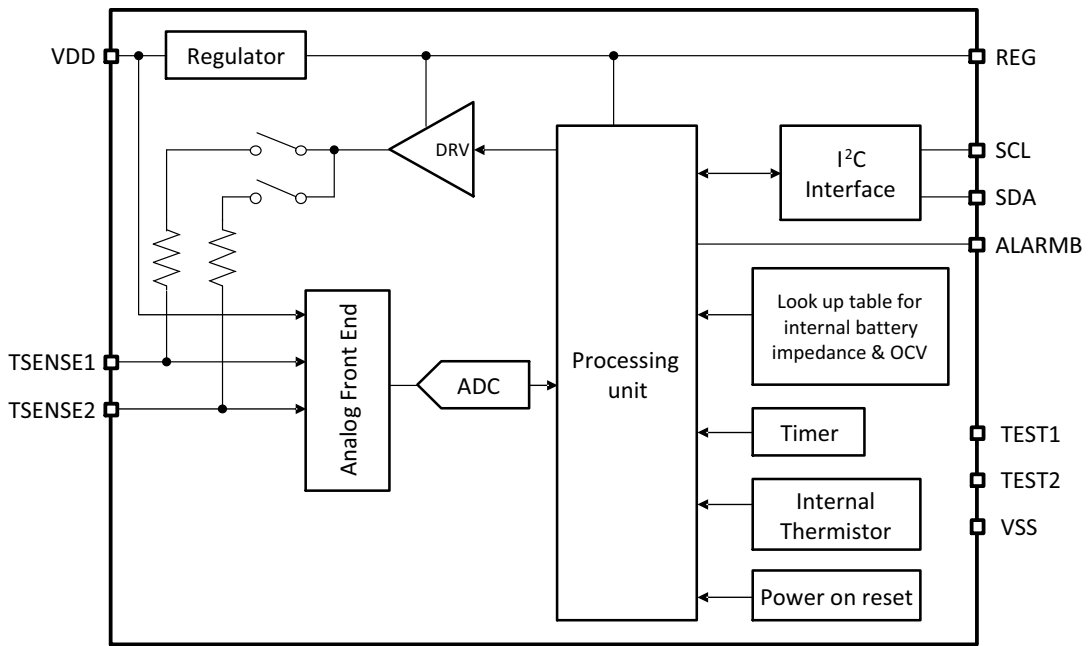 VDD
Regulator
REG
DRV
I²C
Interface
SCL
SDA
ALARMB
Look up table for
internal battery
impedance & OCV
Analog Front End
ADC
Processing
unit
TSENSE1
TSENSE2
Timer
TEST1
TEST2
Internal
Thermistor
VSS
Power on reset